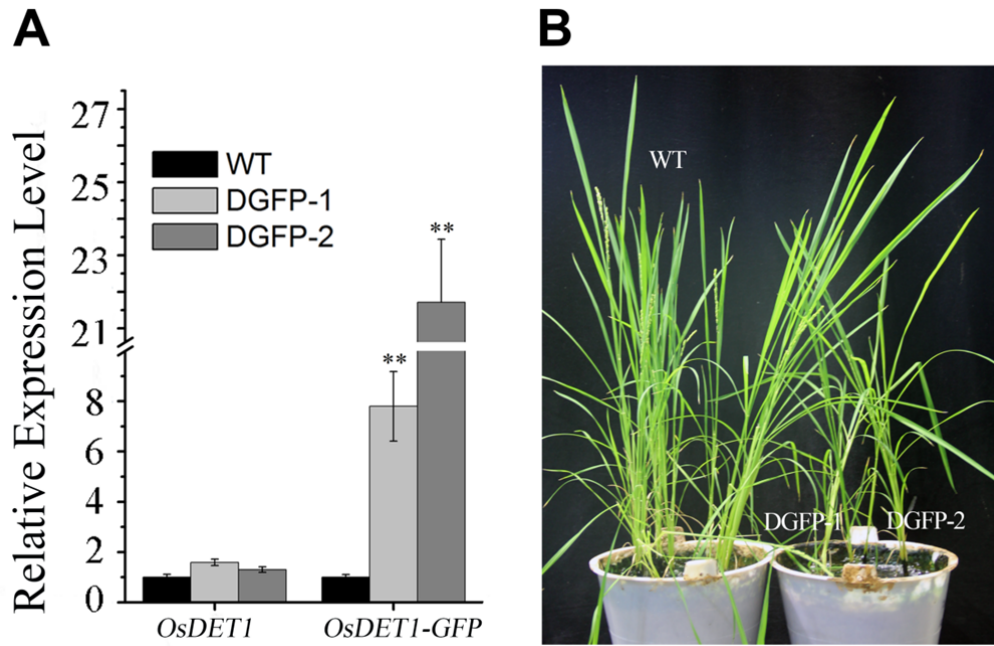 A
B
Relative Expression Level
27
25
23
21
8
6
4
2
0
WT
DGFP-1
DGFP-2
**
**
OsDET1
OsDET1-GFP
WT
DGFP-1
DGFP-2